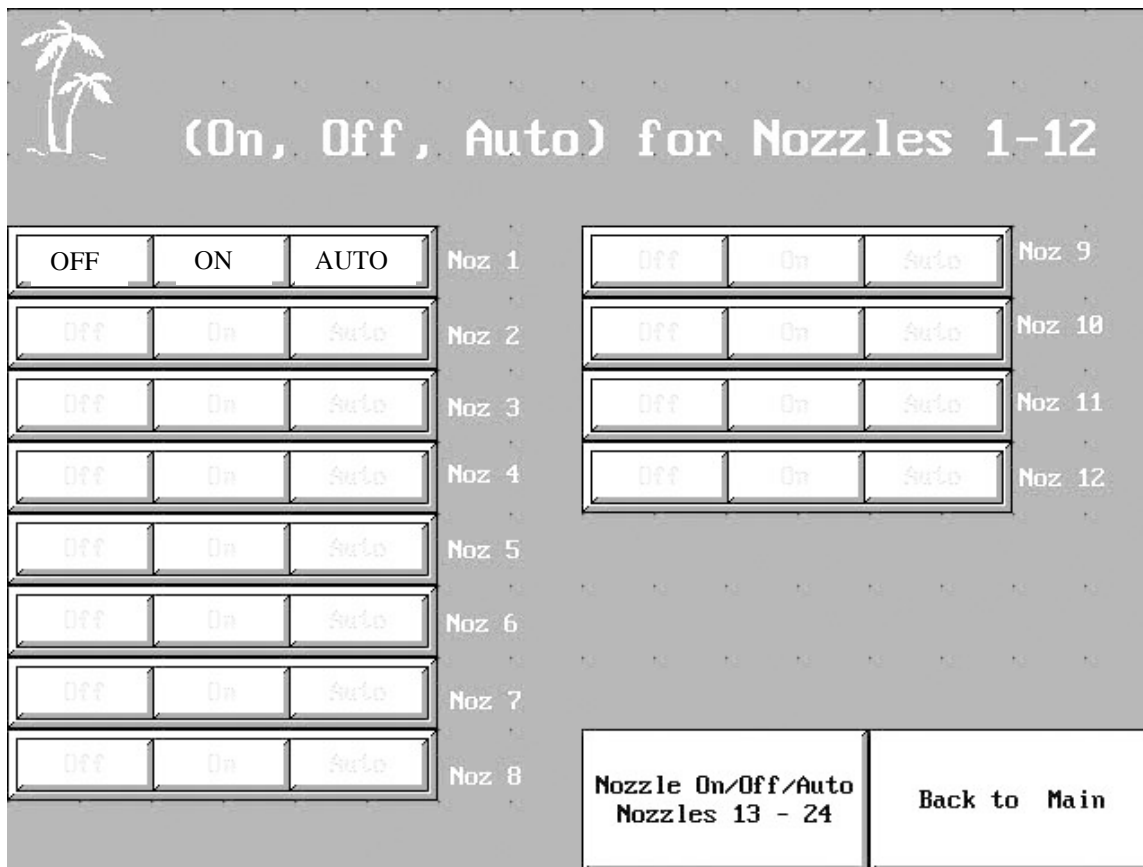 (On, Off, Auto) for Nozzles 1-12
OFF ON AUTO Noz 1
Off On Auto Noz 2
Off On Auto Noz 3
Off On Auto Noz 4
Off On Auto Noz 5
Off On Auto Noz 6
Off On Auto Noz 7
Off On Auto Noz 8
Off On Auto Noz 9
Off On Auto Noz 10
Off On Auto Noz 11
Off On Auto Noz 12
Nozzle On/Off/Auto
Nozzles 13 - 24
Back to Main